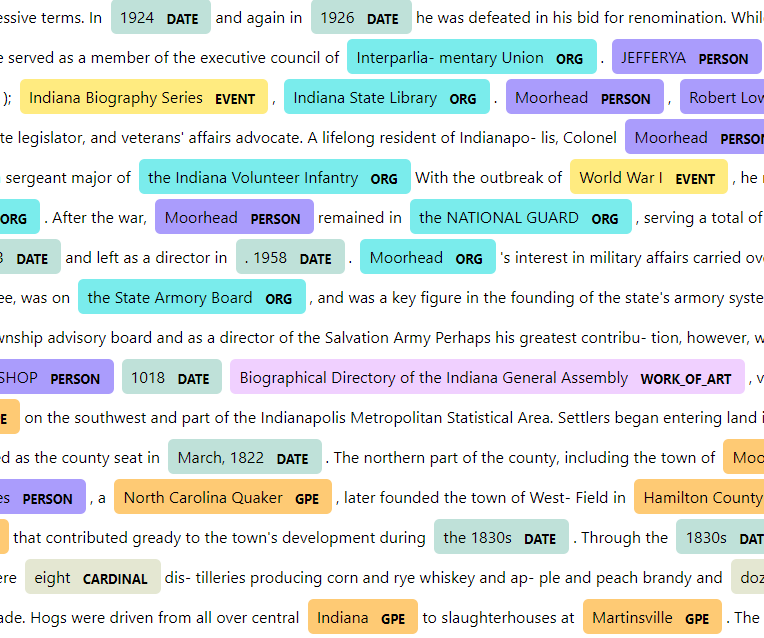 essive terms. In 1924 DATE and again in 1926 DATE he was defeated in his bid for renomination. Whil
e served as a member of the executive council of Interparlia- mentary Union ORG . JEFFERYA PERSON
); Indiana Biography Series EVENT , Indiana State Library ORG . Moorhead PERSON , Robert Low
te legislator, and veterans' affairs advocate. A lifelong resident of Indianapo- lis, Colonel Moorhead PERSON
sergeant major of the Indiana Volunteer Infantry ORG With the outbreak of World War I EVENT , he
ORG . After the war, Moorhead PERSON remained in the NATIONAL GUARD ORG , serving a total of
3 DATE and left as a director in . 1958 DATE . Moorhead ORG 's interest in military affairs carried ov
ee, was on the State Armory Board ORG , and was a key figure in the founding of the state's armory syste
wnship advisory board and as a director of the Salvation Army Perhaps his greatest contribu- tion, however, w
SHOP PERSON 1018 DATE Biographical Directory of the Indiana General Assembly WORK_OF_ART , v
E on the southwest and part of the Indianapolis Metropolitan Statistical Area. Settlers began entering land i
ed as the county seat in March, 1822 DATE . The northern part of the county, including the town of Moo
es PERSON , a North Carolina Quaker GPE , later founded the town of West- Field in Hamilton County
that contributed gready to the town's development during the 1830s DATE . Through the 1830s DAT
ere eight CARDINAL dis- tilleries producing corn and rye whiskey and ap- ple and peach brandy and doz
ade. Hogs were driven from all over central Indiana GPE to slaughterhouses at Martinsville GPE . The